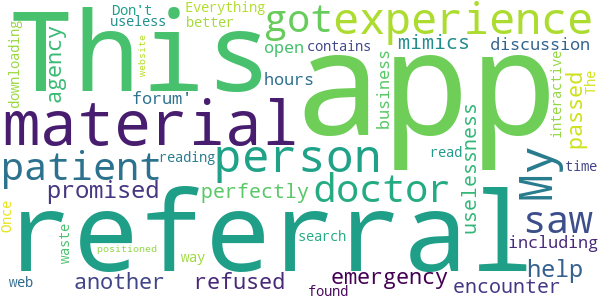 Don't Everything
useless better
This app
got experience
downloading
agency
website
open contains mimics discussion
hours
forum'
business
interactive
passed
The
material
patient person
reading
doctor
uselessness
read
My
time
promised
perfectly
saw
referral
Once
waste
positioned
way
search
including
web another refused
emergency
found
encounter help